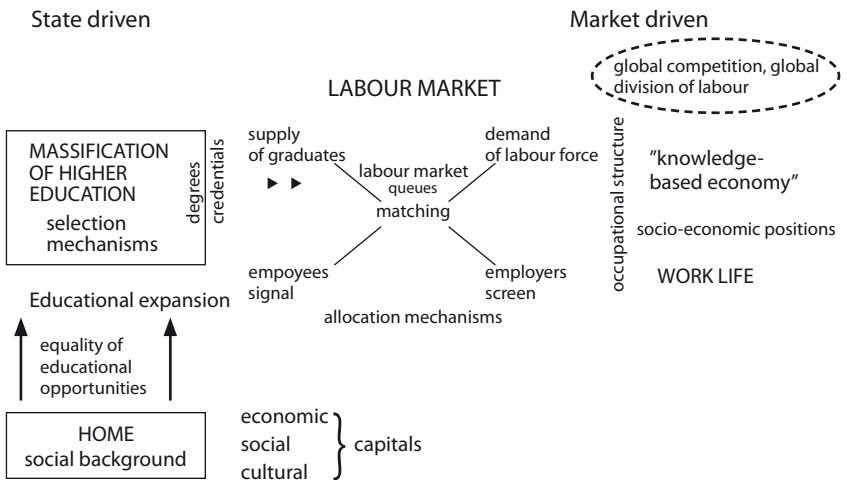 State driven
Market driven
global competition, global
division of labour
LABOUR MARKET
MASSIFICATION
OF HIGHER
EDUCATION
selection
mechanisms
degrees
credentials
supply
of graduates
labour market
queues
matching
demand
of labour force
empoyees
signal
employers
screen
allocation mechanisms
occupational structure
"knowledge-
based economy"
socio-economic positions
WORK LIFE
Educational expansion
equality of
educational
opportunities
HOME
social background
economic
social
cultural
capitals